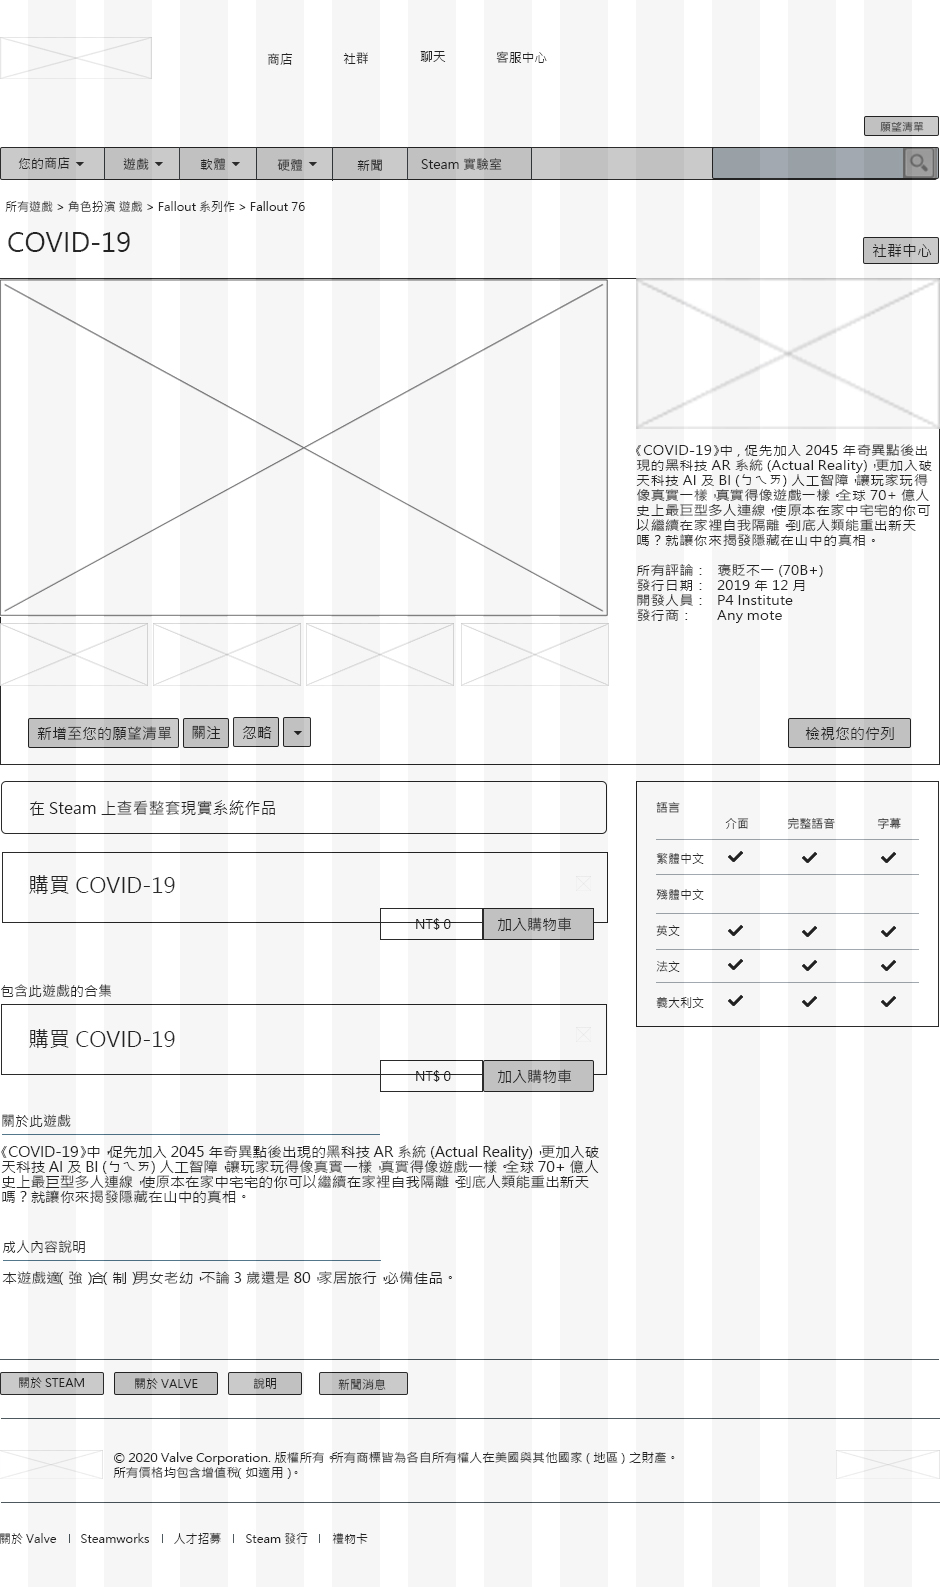 商店 社群 聊天 客服中心
願望清單
您的商店 遊戲 軟體 硬體 新聞 Steam 實驗室
所有遊戲 > 角色扮演 遊戲 > Fallout 系列作 > Fallout 76
COVID-19
社群中心
《COVID-19》中 , 促先加入 2045 年奇異點後出
現的黑科技 AR 系統 (Actual Reality) ,更加入破
天科技 AI 及 BI (ㄅㄟㄞ) 人工智障 ,讓玩家玩得
像真實一樣 ,真實得像遊戲一樣 。全球 70+ 億人
史上最巨型多人連線 ,使原本在家中宅宅的你可
以繼續在家裡自我隔離 。到底人類能重出新天
嗎？就讓你來揭發隱藏在山中的真相 。
所有評論： 褒貶不一 (70B+)
發行日期： 2019 年 12 月
開發人員： P4 Institute
發行商： Any mote
新增至您的願望清單 關注 忽略 檢視您的佇列
在 Steam 上查看整套現實系統作品
購買 COVID-19
NT$ 0 加入購物車
包含此遊戲的合集
購買 COVID-19
NT$ 0 加入購物車
語言
介面 完整語音 字幕
繁體中文
殘體中文
英文
法文
義大利文
關於此遊戲
《COVID-19》中 ,促先加入 2045 年奇異點後出現的黑科技 AR 系統 (Actual Reality) ,更加入破
天科技 AI 及 BI (ㄅㄟㄞ) 人工智障 ,讓玩家玩得像真實一樣 ,真實得像遊戲一樣 。全球 70+ 億人
史上最巨型多人連線 ,使原本在家中宅宅的你可以繼續在家裡自我隔離 。到底人類能重出新天
嗎？就讓你來揭發隱藏在山中的真相 。
成人內容說明
本遊戲適( 強 )合( 制 )男女老幼 ,不論 3 歲還是 80 ,家居旅行 ,必備佳品 。
關於 STEAM 關於 VALVE 說明 新聞消息
© 2020 Valve Corporation. 版權所有 。所有商標皆為各自所有權人在美國與其他國家 ( 地區 ) 之財產 。
所有價格均包含增值稅( 如適用 )。
關於 Valve | Steamworks | 人才招募 | Steam 發行 | 禮物卡